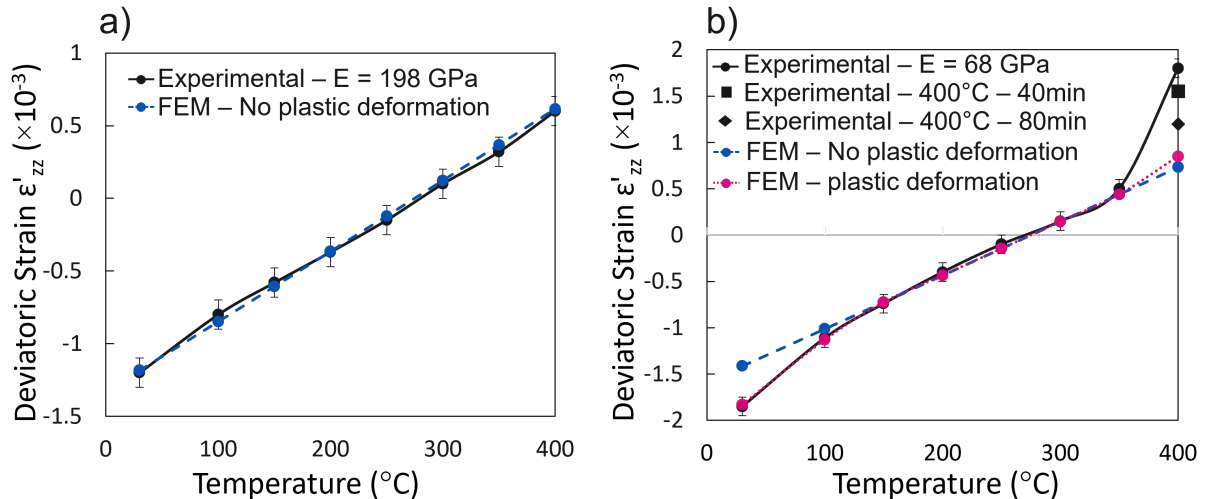 a)
Deviatoric Strain ε'zz (×10⁻³)
1
0.5
0
-0.5
-1
-1.5
Experimental – E = 198 GPa
FEM – No plastic deformation
0 100 200 300 400
Temperature (°C)
b)
Deviatoric Strain ε'zz (×10⁻³)
2
1.5
1
0.5
0
-0.5
-1
-1.5
-2
Experimental – E = 68 GPa
Experimental – 400°C – 40min
Experimental – 400°C – 80min
FEM – No plastic deformation
FEM – plastic deformation
0 100 200 300 400
Temperature (°C)